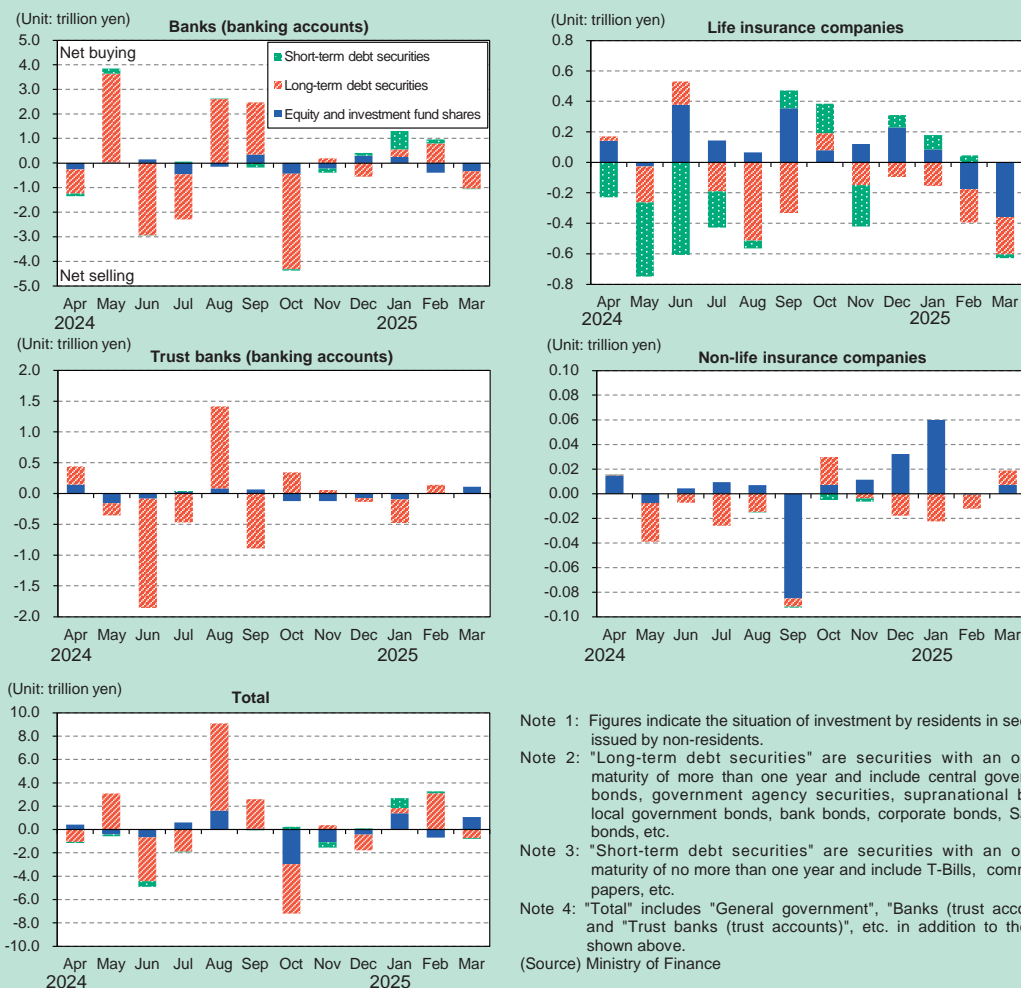 (Unit: trillion yen)
Banks (banking accounts)
5.0
4.0
3.0
2.0
1.0
0.0
-1.0
-2.0
-3.0
-4.0
-5.0
Net buying
Net selling
Short-term debt securities
Long-term debt securities
Equity and investment fund shares
Apr May Jun Jul Aug Sep Oct Nov Dec Jan Feb Mar
2024 2025
(Unit: trillion yen)
Life insurance companies
0.8
0.6
0.4
0.2
0.0
-0.2
-0.4
-0.6
-0.8
Apr May Jun Jul Aug Sep Oct Nov Dec Jan Feb Mar
2024 2025
(Unit: trillion yen)
Trust banks (banking accounts)
2.0
1.5
1.0
0.5
0.0
-0.5
-1.0
-1.5
-2.0
Apr May Jun Jul Aug Sep Oct Nov Dec Jan Feb Mar
2024 2025
(Unit: trillion yen)
Non-life insurance companies
0.10
0.08
0.06
0.04
0.02
0.00
-0.02
-0.04
-0.06
-0.08
-0.10
Apr May Jun Jul Aug Sep Oct Nov Dec Jan Feb Mar
2024 2025
(Unit: trillion yen)
Total
10.0
8.0
6.0
4.0
2.0
0.0
-2.0
-4.0
-6.0
-8.0
-10.0
Apr May Jun Jul Aug Sep Oct Nov Dec Jan Feb Mar
2024 2025
Note 1: Figures indicate the situation of investment by residents in
issued by non-residents.
Note 2: "Long-term debt securities" are securities with an
maturity of more than one year and include central
bonds, government agency securities, supranational
local government bonds, bank bonds, corporate bonds,
bonds, etc.
Note 3: "Short-term debt securities" are securities with an
maturity of no more than one year and include T-Bills,
papers, etc.
Note 4: "Total" includes "General government", "Banks (trust
and "Trust banks (trust accounts)", etc. in addition to
shown above.
(Source) Ministry of Finance